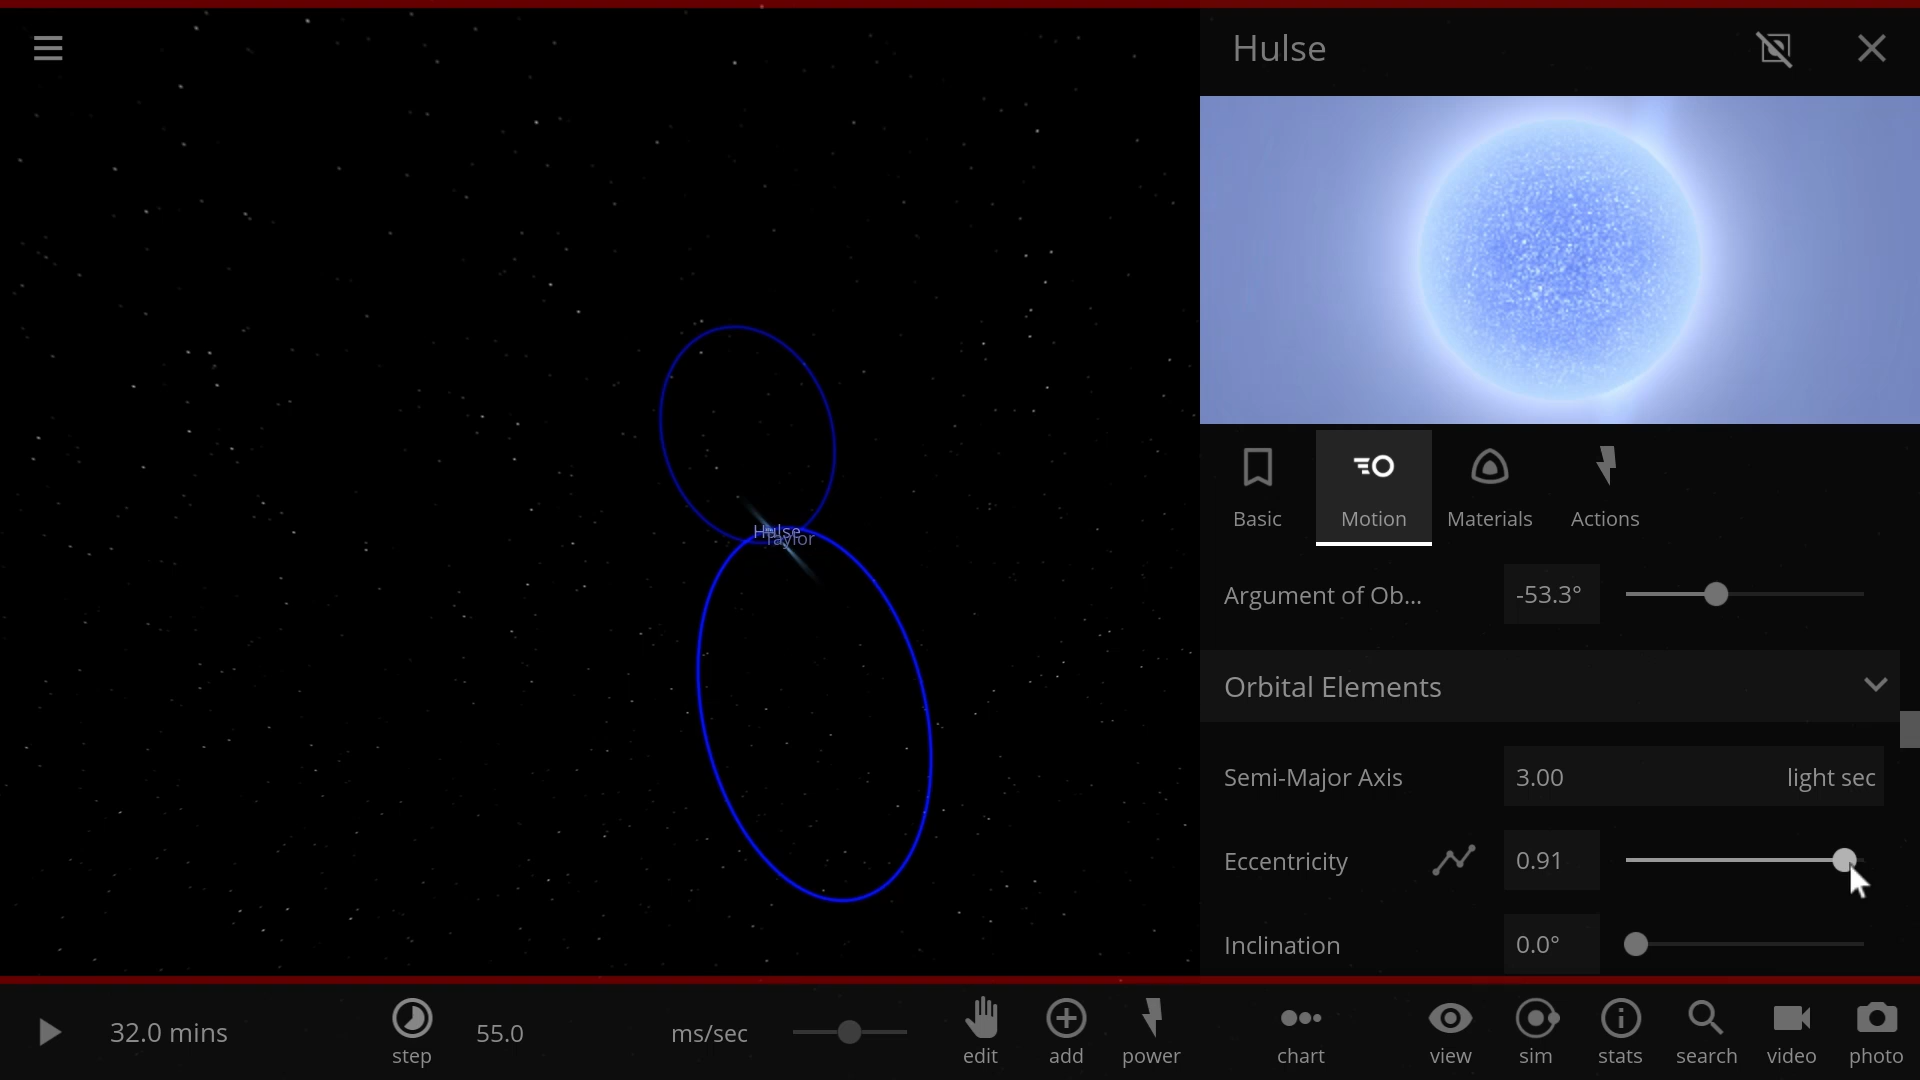 Hulse
Basic
Motion
Materials
Actions
Hulse
Taylor
Argument of Ob...
-53.3°
Orbital Elements
Semi-Major Axis
3.00
light sec
Eccentricity
0.91
Inclination
0.0°
32.0 mins
step
55.0
ms/sec
edit
add
power
chart
view
sim
stats
search
video
photo